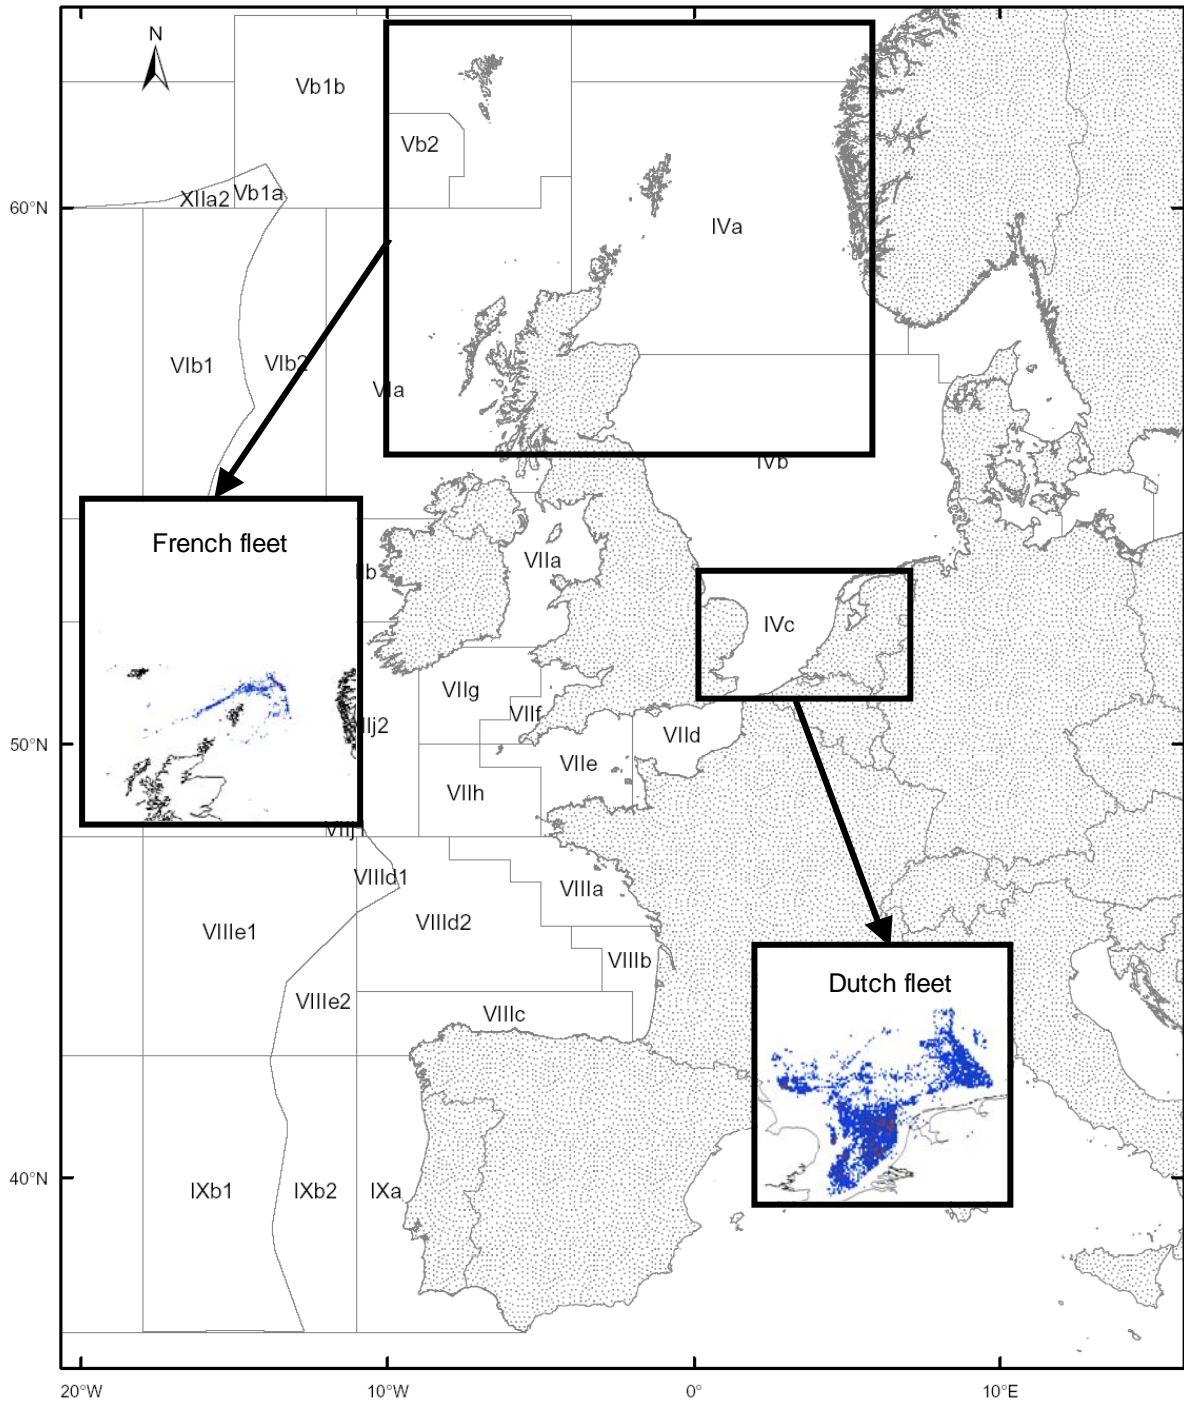 N
Vb1b
Vb2
XIIa2
Vb1a
60°N
IVa
VIb1
VIb2
VIa
IVb
French fleet
VIIa
IVc
VIIg
VIIf
VIId
50°N
VIIe
VIIh
VIIId1
VIIIa
VIIId2
VIIIe1
VIIIb
Dutch fleet
VIIIe2
VIIIc
40°N
IXb1
IXb2
IXa
20°W
10°W
0°
10°E